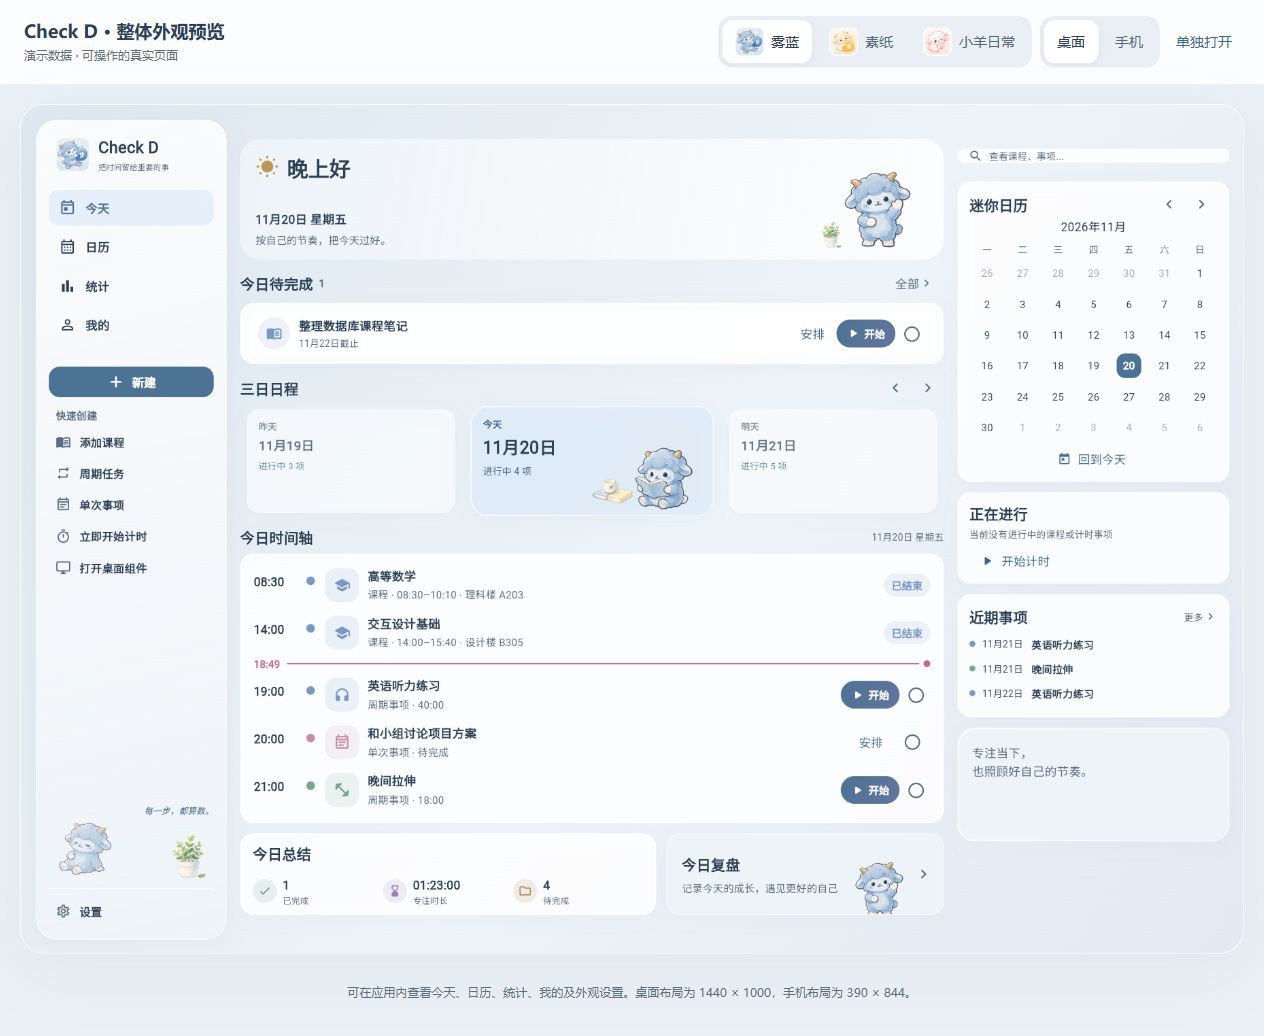 Check D · 整体外观预览
演示数据 · 可操作的真实页面
雾蓝
素纸
小羊日常
桌面
手机
单独打开
Check D
把时间留给重要的事
今天
日历
统计
我的
新建
快速创建
添加课程
周期任务
单次事项
立即开始计时
打开桌面组件
每一步，都算数。
设置
晚上好
11月20日 星期五
按自己的节奏，把今天过好。
今日待完成 1
全部
整理数据库课程笔记
11月22日截止
安排
开始
三日日程
昨天
11月19日
进行中 3 项
今天
11月20日
进行中 4 项
明天
11月21日
进行中 5 项
今日时间轴
11月20日 星期五
08:30
高等数学
课程 · 08:30–10:10 · 理科楼 A203
已结束
14:00
交互设计基础
课程 · 14:00–15:40 · 设计楼 B305
已结束
18:49
19:00
英语听力练习
周期事项 · 40:00
开始
20:00
和小组讨论项目方案
单次事项 · 待完成
安排
21:00
晚间拉伸
周期事项 · 18:00
开始
今日总结
1
已完成
01:23:00
专注时长
4
待完成
今日复盘
记录今天的成长，遇见更好的自己
查看课程、事项...
迷你日历
2026年11月
一 二 三 四 五 六 日
26 27 28 29 30 31 1
2 3 4 5 6 7 8
9 10 11 12 13 14 15
16 17 18 19 20 21 22
23 24 25 26 27 28 29
30 1 2 3 4 5 6
回到今天
正在进行
当前没有进行中的课程或计时事项
开始计时
近期事项
更多
11月21日 英语听力练习
11月21日 晚间拉伸
11月22日 英语听力练习
专注当下，
也照顾好自己的节奏。
可在应用内查看今天、日历、统计、我的及外观设置。桌面布局为 1440 × 1000，手机布局为 390 × 844。